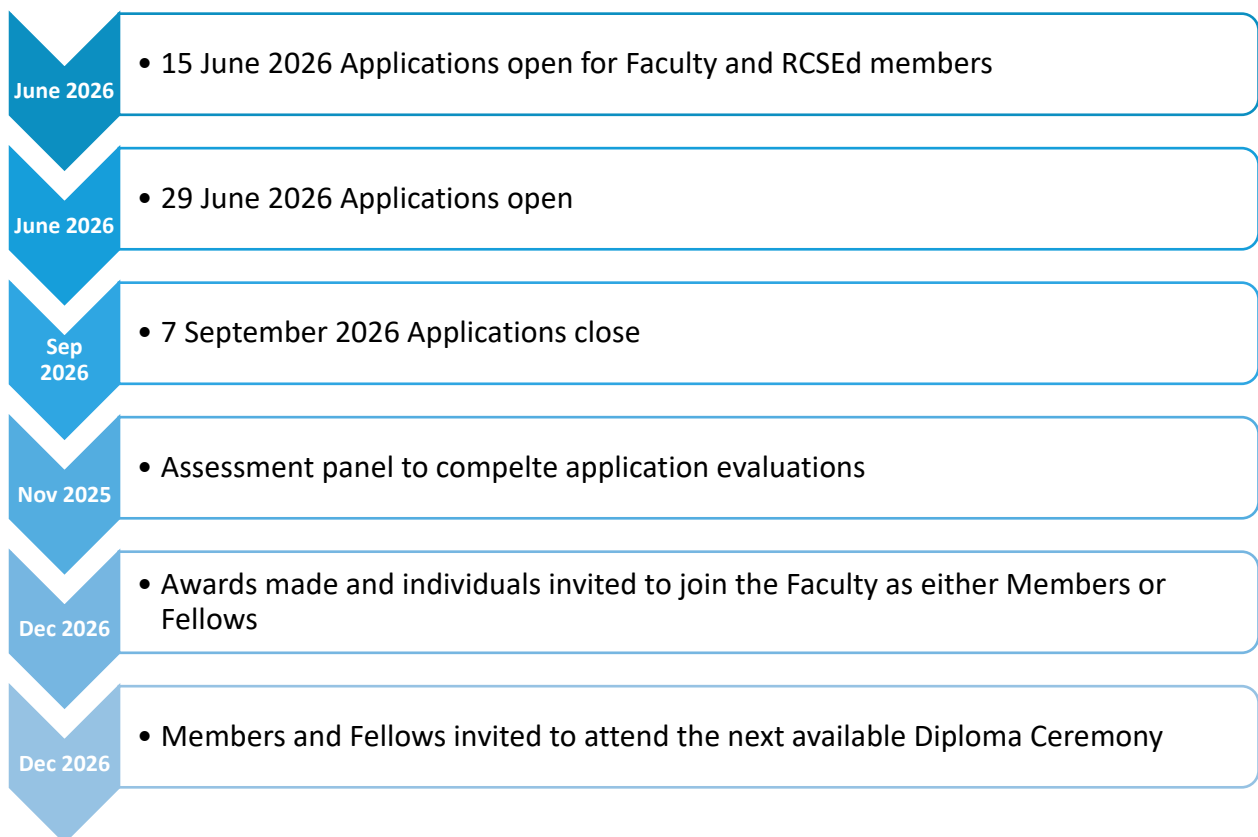 June 2026
• 15 June 2026 Applications open for Faculty and RCSEd members
June 2026
• 29 June 2026 Applications open
Sep
2026
• 7 September 2026 Applications close
Nov 2025
• Assessment panel to compelte application evaluations
Dec 2026
• Awards made and individuals invited to join the Faculty as either Members or
Fellows
Dec 2026
• Members and Fellows invited to attend the next available Diploma Ceremony